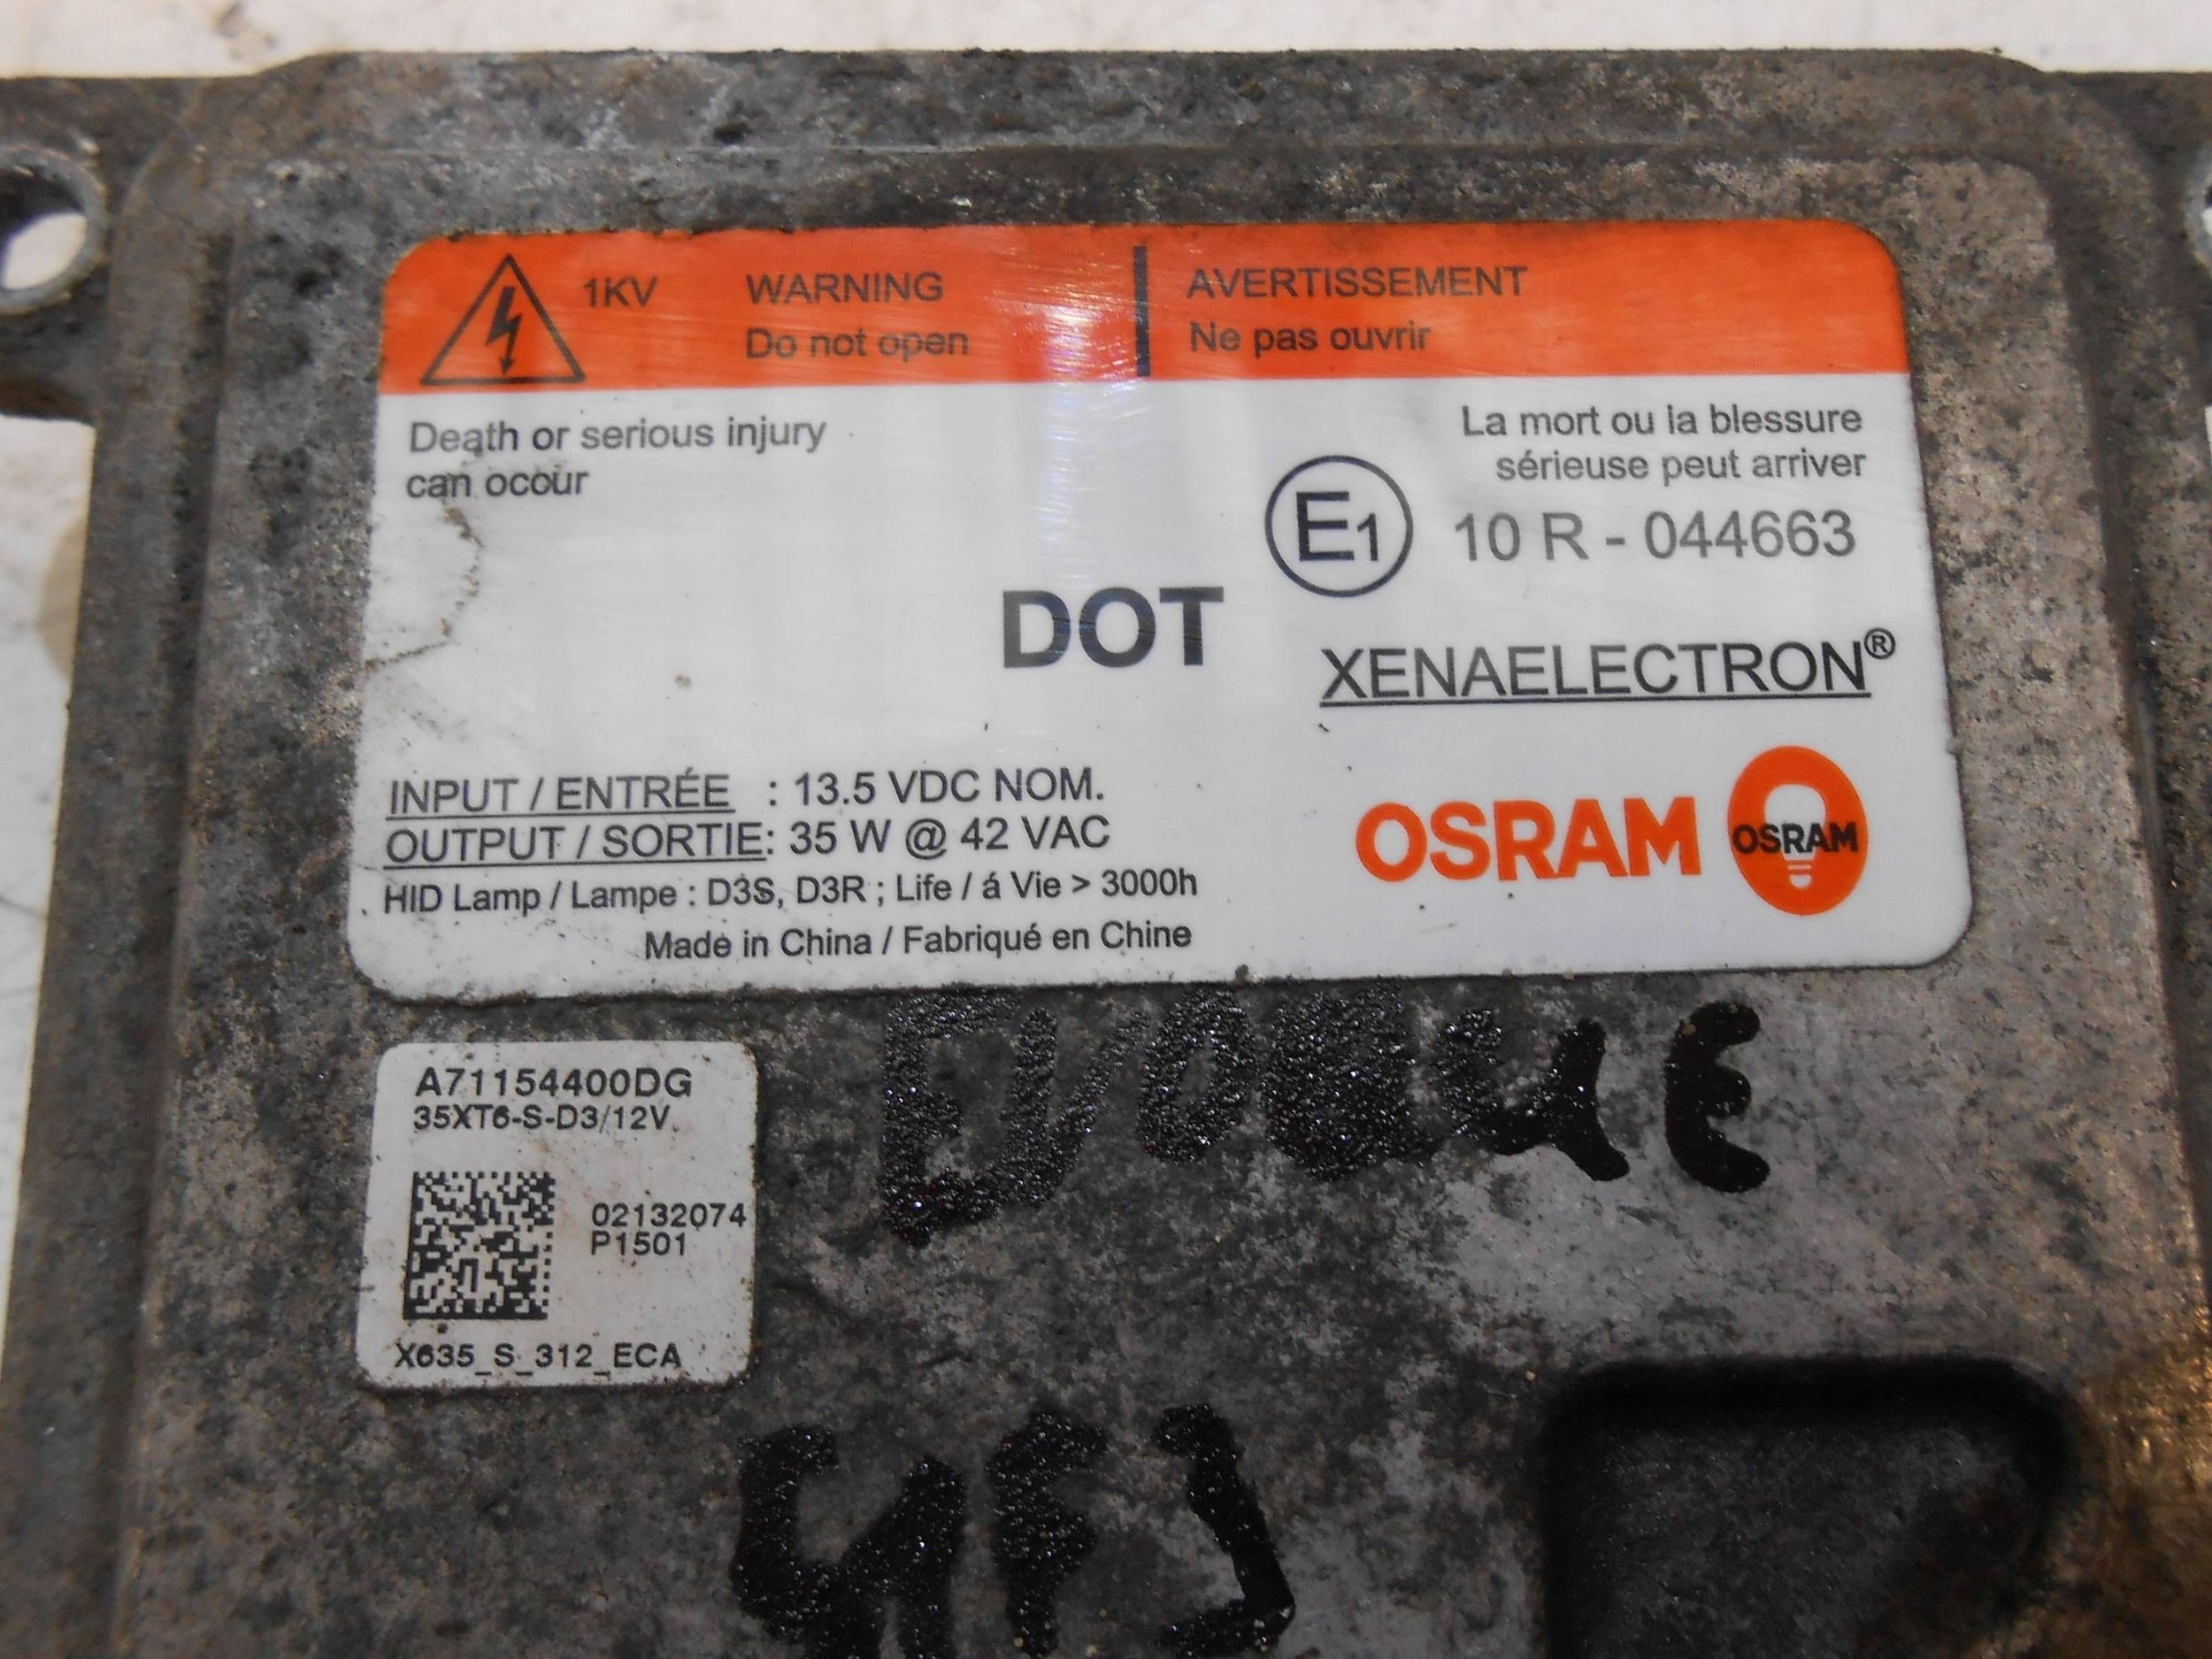 1KV WARNING AVERTISSEMENT
Do not open Ne pas ouvrir
Death or serious injury
can occur
La mort ou la blessure
sérieuse peut arriver
E1 10 R - 044663
DOT
XENAELECTRON®
INPUT / ENTRÉE : 13.5 VDC NOM.
OUTPUT / SORTIE: 35 W @ 42 VAC
HID Lamp / Lampe : D3S, D3R ; Life / á Vie > 3000h
Made in China / Fabriqué en Chine
OSRAM OSRAM
EVOQUE
A71154400DG
35XT6-S-D3/12V
02132074
P1501
X635_S_312_ECA